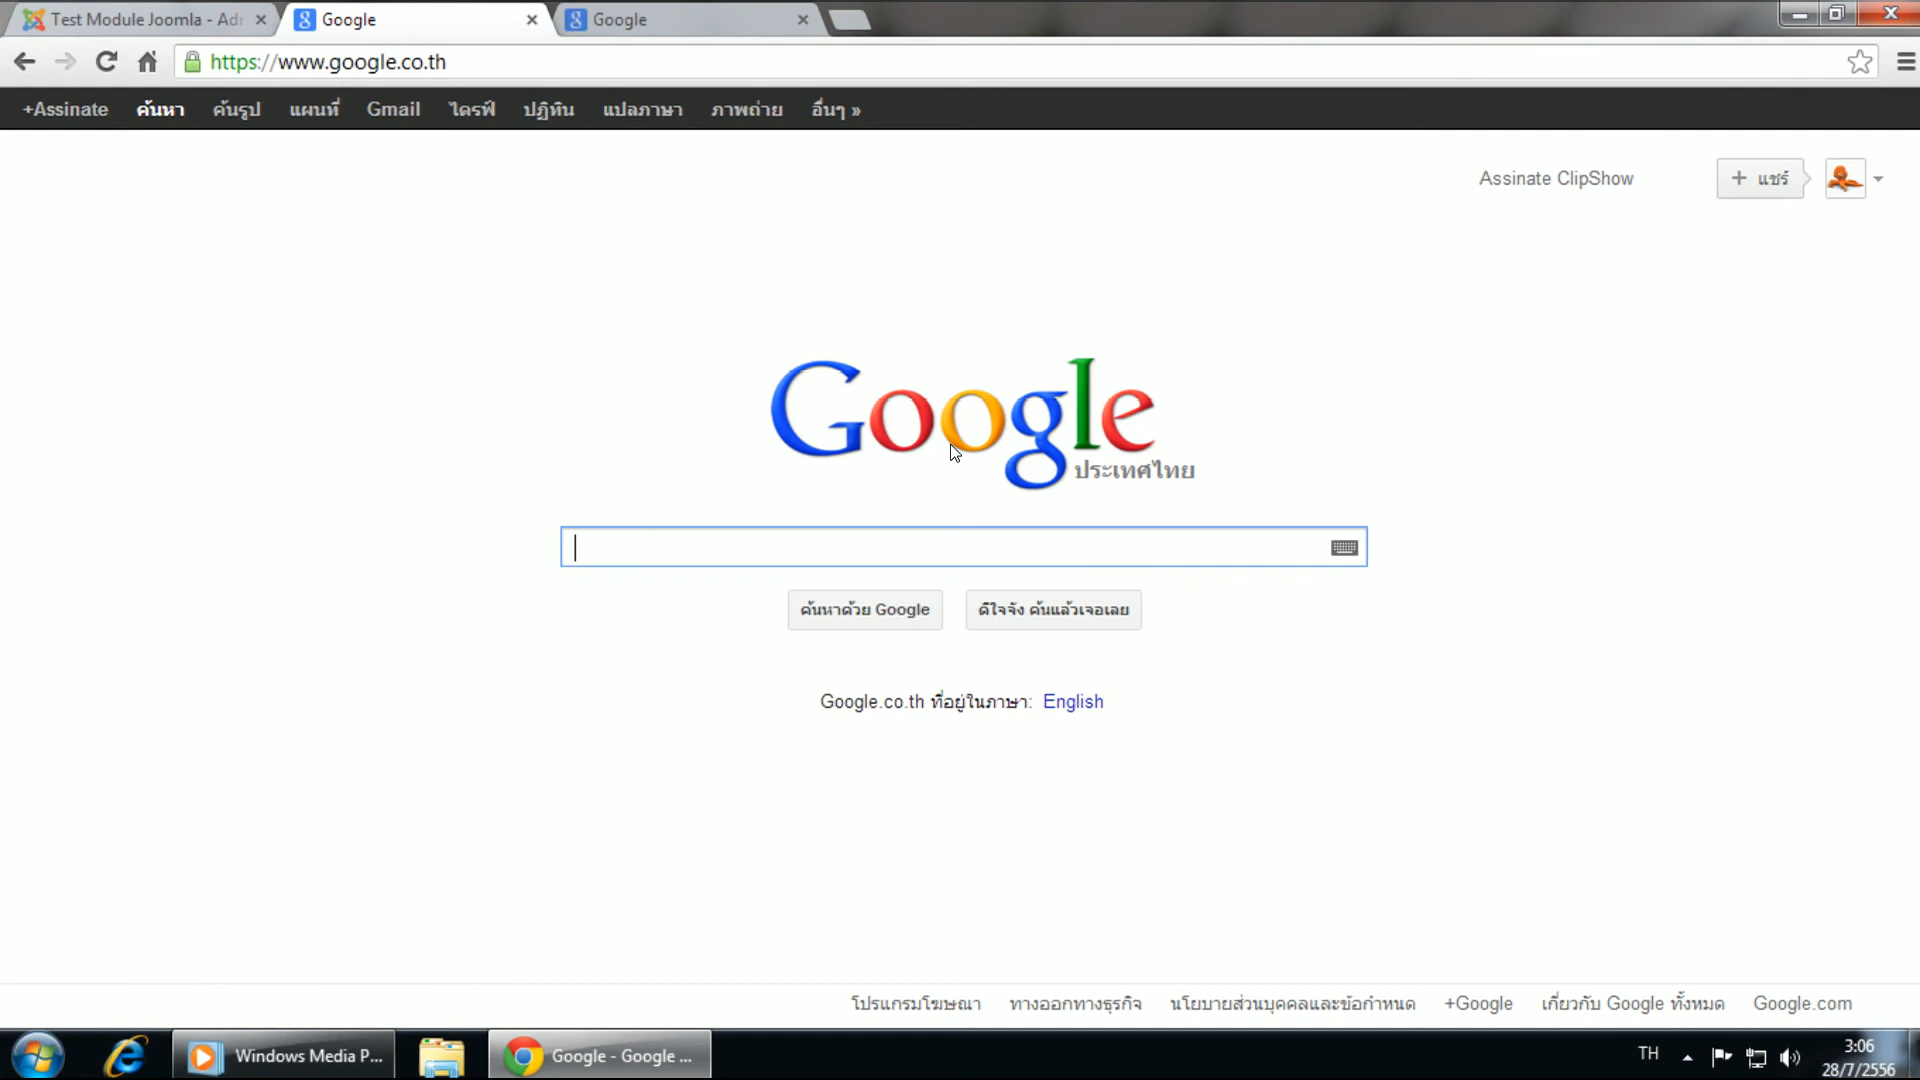 Test Module Joomla - Adr
Google
Google
https://www.google.co.th
+Assinate ค้นหา ค้นรูป แผนที่ Gmail ไดรฟ์ ปฏิทิน แปลภาษา ภาพถ่าย อื่นๆ »
Assinate ClipShow
+ แชร์
Google
ประเทศไทย
ค้นหาด้วย Google
ดีใจจัง ค้นแล้วเจอเลย
Google.co.th ที่อยู่ในภาษา: English
โปรแกรมโฆษณา ทางออกทางธุรกิจ นโยบายส่วนบุคคลและข้อกำหนด +Google เกี่ยวกับ Google ทั้งหมด Google.com
Windows Media P...
Google - Google ...
TH
3:06
28/7/2556